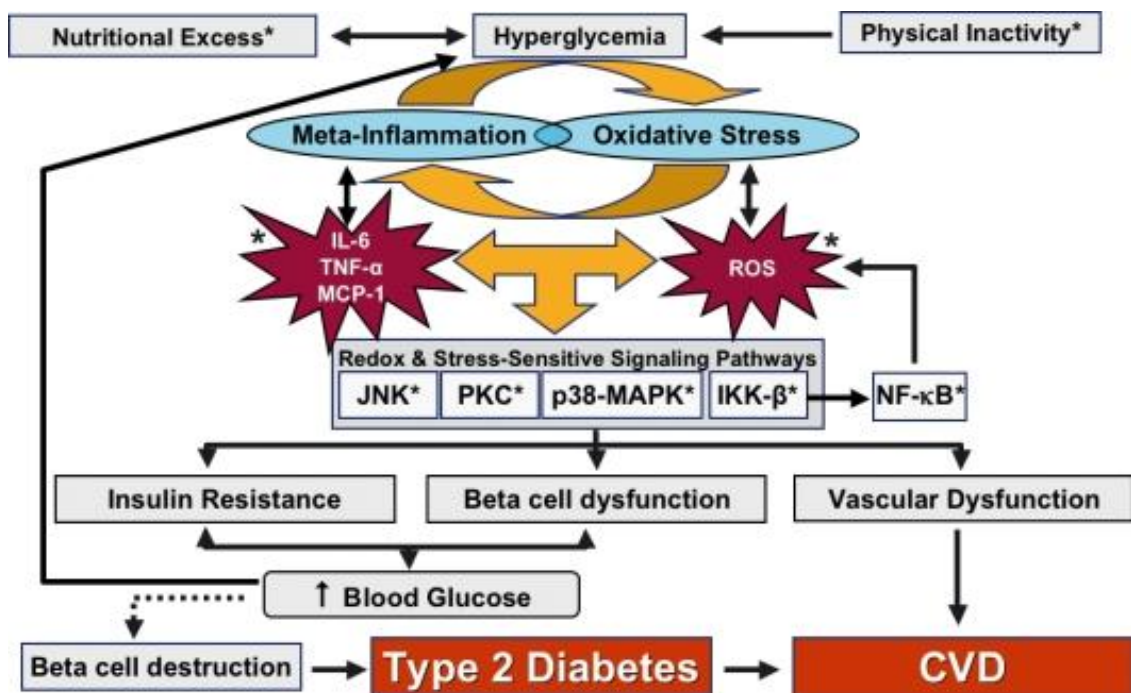 Nutritional Excess*
Hyperglycemia
Physical Inactivity*
Meta-Inflammation
Oxidative Stress
*
IL-6
TNF-α
MCP-1
ROS
*
Redox & Stress-Sensitive Signaling Pathways
JNK*
PKC*
p38-MAPK*
IKK-β*
NF-κB*
Insulin Resistance
Beta cell dysfunction
Vascular Dysfunction
↑ Blood Glucose
Beta cell destruction
Type 2 Diabetes
CVD